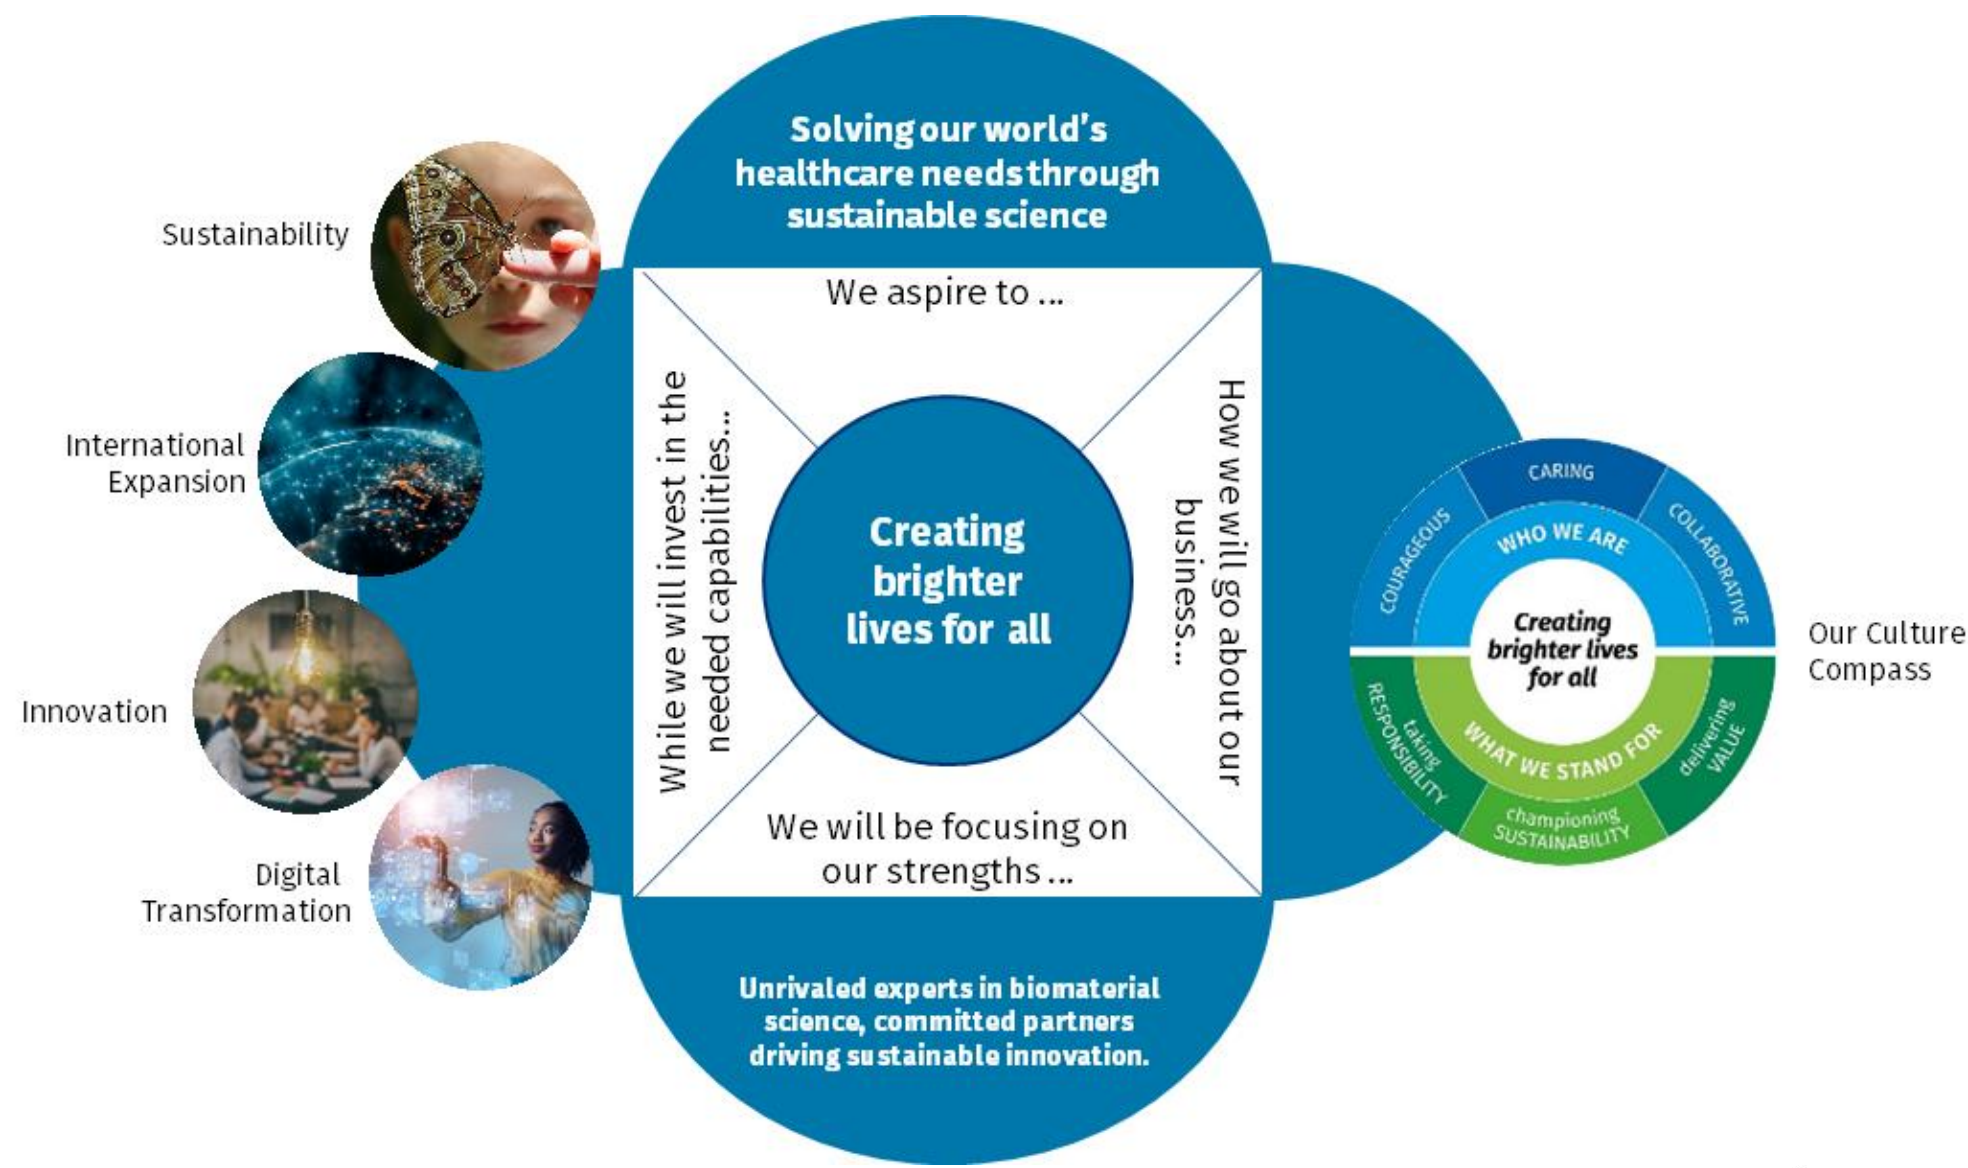 Solving our world's
healthcare needs through
sustainable science
We aspire to ...
Sustainability
International
Expansion
Innovation
Digital
Transformation
While we will invest in the
needed capabilities...
Creating
brighter
lives for all
How we will go about our
business...
We will be focusing on
our strengths ...
Unrivaled experts in biomaterial
science, committed partners
driving sustainable innovation.
COURAGEOUS
CARING
COLLABORATIVE
WHO WE ARE
Creating
brighter lives
for all
WHAT WE STAND FOR
taking
RESPONSIBILITY
championing
SUSTAINABILITY
delivering
VALUE
Our Culture
Compass